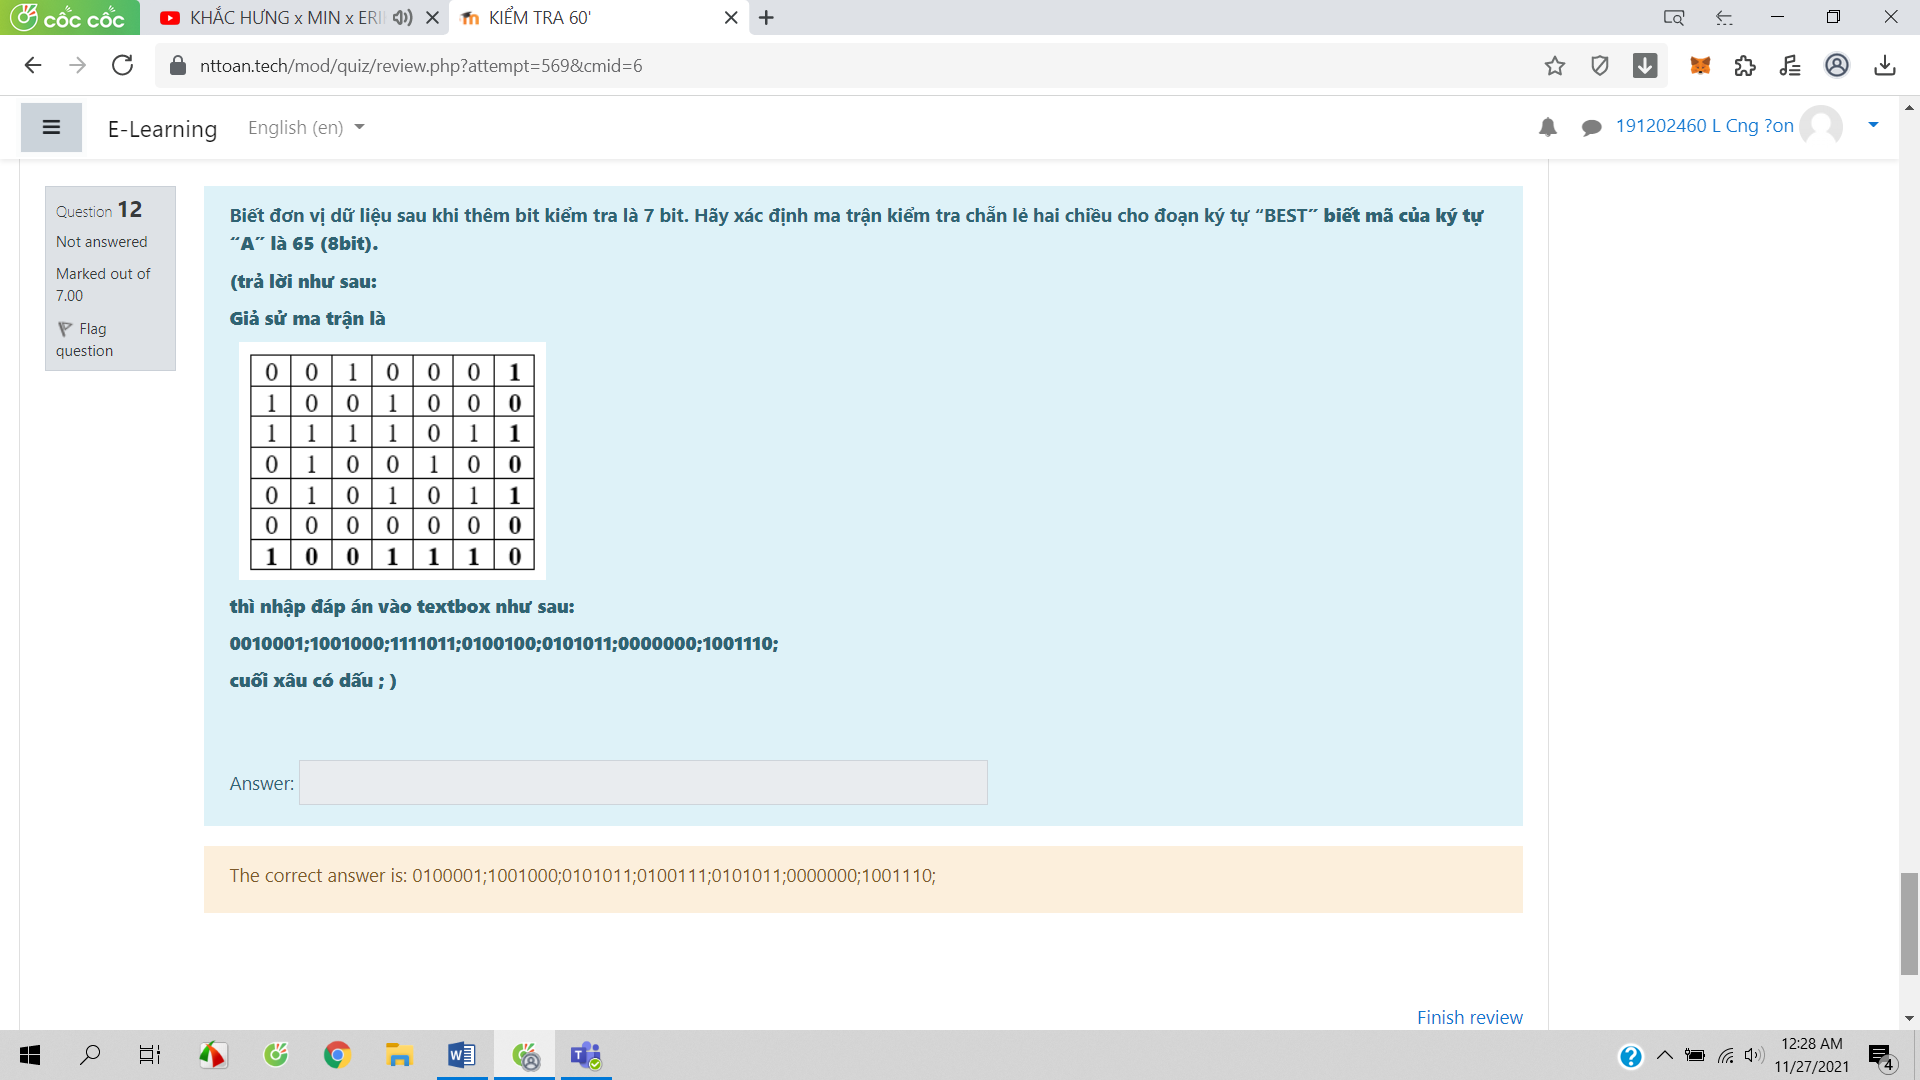 cốc cốc
KHẮC HƯNG x MIN x ERI
KIỂM TRA 60'
nttoan.tech/mod/quiz/review.php?attempt=569&cmid=6
E-Learning
English (en)
191202460 L Cng ?on
Question 12
Not answered
Marked out of
7.00
Flag
question
Biết đơn vị dữ liệu sau khi thêm bit kiểm tra là 7 bit. Hãy xác định ma trận kiểm tra chẵn lẻ hai chiều cho đoạn ký tự “BEST” biết mã của ký tự
“A” là 65 (8bit).
(trả lời như sau:
Giả sử ma trận là
0 0 1 0 0 0 1
1 0 0 1 0 0 0
1 1 1 1 0 1 1
0 1 0 0 1 0 0
0 1 0 1 0 1 1
0 0 0 0 0 0 0
1 0 0 1 1 1 0
thì nhập đáp án vào textbox như sau:
0010001;1001000;1111011;0100100;0101011;0000000;1001110;
cuối xâu có dấu ; )
Answer:
The correct answer is: 0100001;1001000;0101011;0100111;0101011;0000000;1001110;
Finish review
12:28 AM
11/27/2021
4